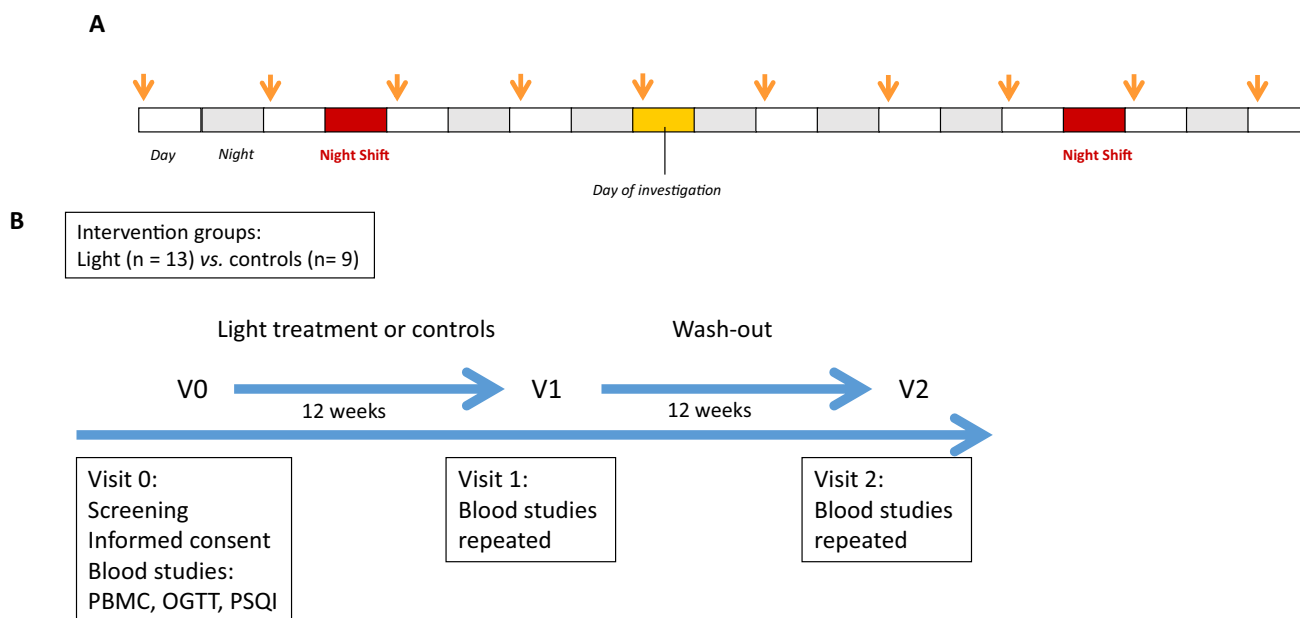 A
Day
Night
Night Shift
Night Shift
Day of investigation
B
Intervention groups:
Light (n = 13) vs. controls (n= 9)
Light treatment or controls
Wash-out
V0
V1
V2
12 weeks
12 weeks
Visit 0:
Screening
Informed consent
Blood studies:
PBMC, OGTT, PSQI
Visit 1:
Blood studies
repeated
Visit 2:
Blood studies
repeated